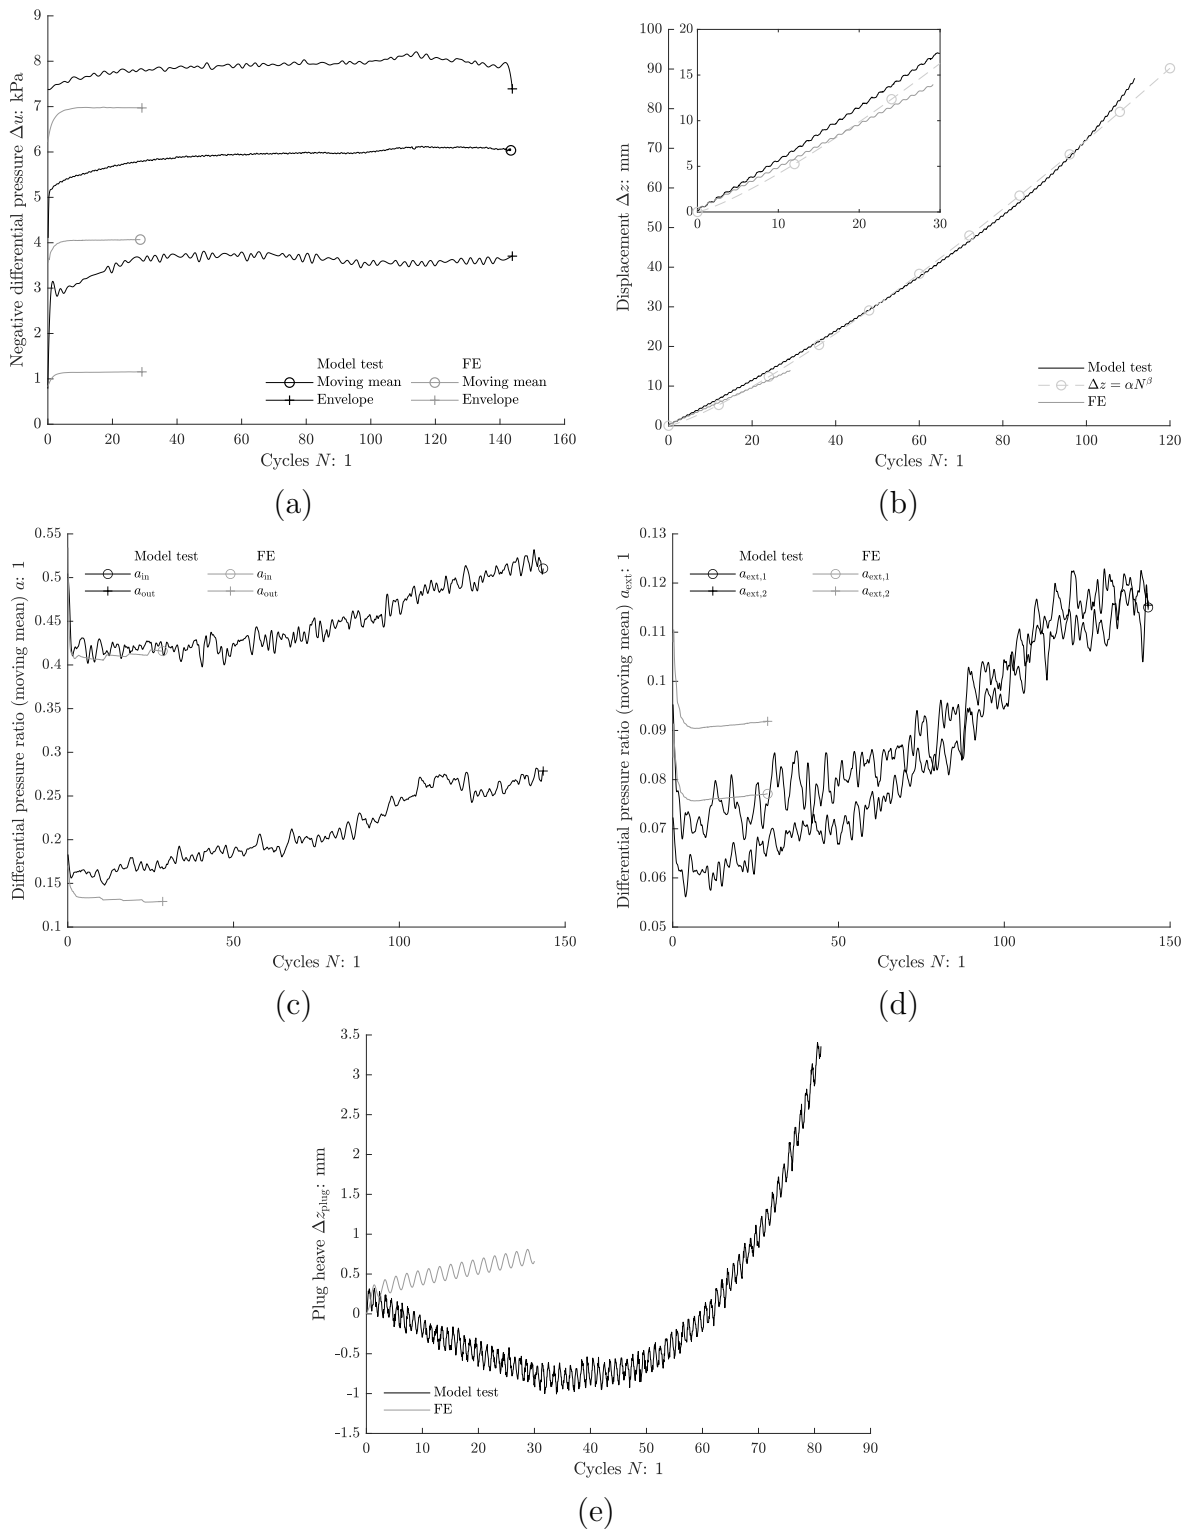 9
8
7
6
5
4
3
2
1
0
Negative differential pressure Δu: kPa
Model test FE
Moving mean Moving mean
Envelope Envelope
0 20 40 60 80 100 120 140 160
Cycles N: 1
(a)
100
90
80
70
60
50
40
30
20
10
0
Displacement Δz: mm
20
15
10
5
0
0 10 20 30
Model test
Δz = αN^β
FE
0 20 40 60 80 100 120
Cycles N: 1
(b)
0.55
0.5
0.45
0.4
0.35
0.3
0.25
0.2
0.15
0.1
Differential pressure ratio (moving mean) a: 1
Model test FE
a_in a_in
a_out a_out
0 50 100 150
Cycles N: 1
(c)
0.13
0.12
0.11
0.1
0.09
0.08
0.07
0.06
0.05
Differential pressure ratio (moving mean) a_ext: 1
Model test FE
a_ext,1 a_ext,1
a_ext,2 a_ext,2
0 50 100 150
Cycles N: 1
(d)
3.5
3
2.5
2
1.5
1
0.5
0
-0.5
-1
-1.5
Plug heave Δz_plug: mm
Model test
FE
0 10 20 30 40 50 60 70 80 90
Cycles N: 1
(e)